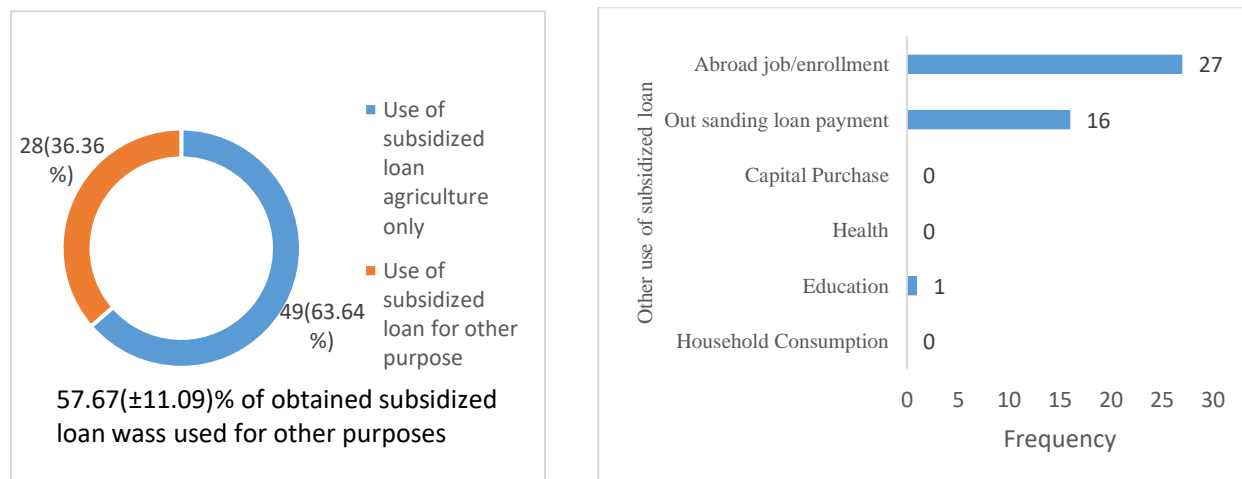 28(36.36
%)
49(63.64
%)
Use of
subsidized
loan
agriculture
only
Use of
subsidized
loan for other
purpose
57.67(±11.09)% of obtained subsidized
loan wass used for other purposes
Other use of subsidized loan
Abroad job/enrollment 27
Out sanding loan payment 16
Capital Purchase 0
Health 0
Education 1
Household Consumption 0
0 5 10 15 20 25 30
Frequency